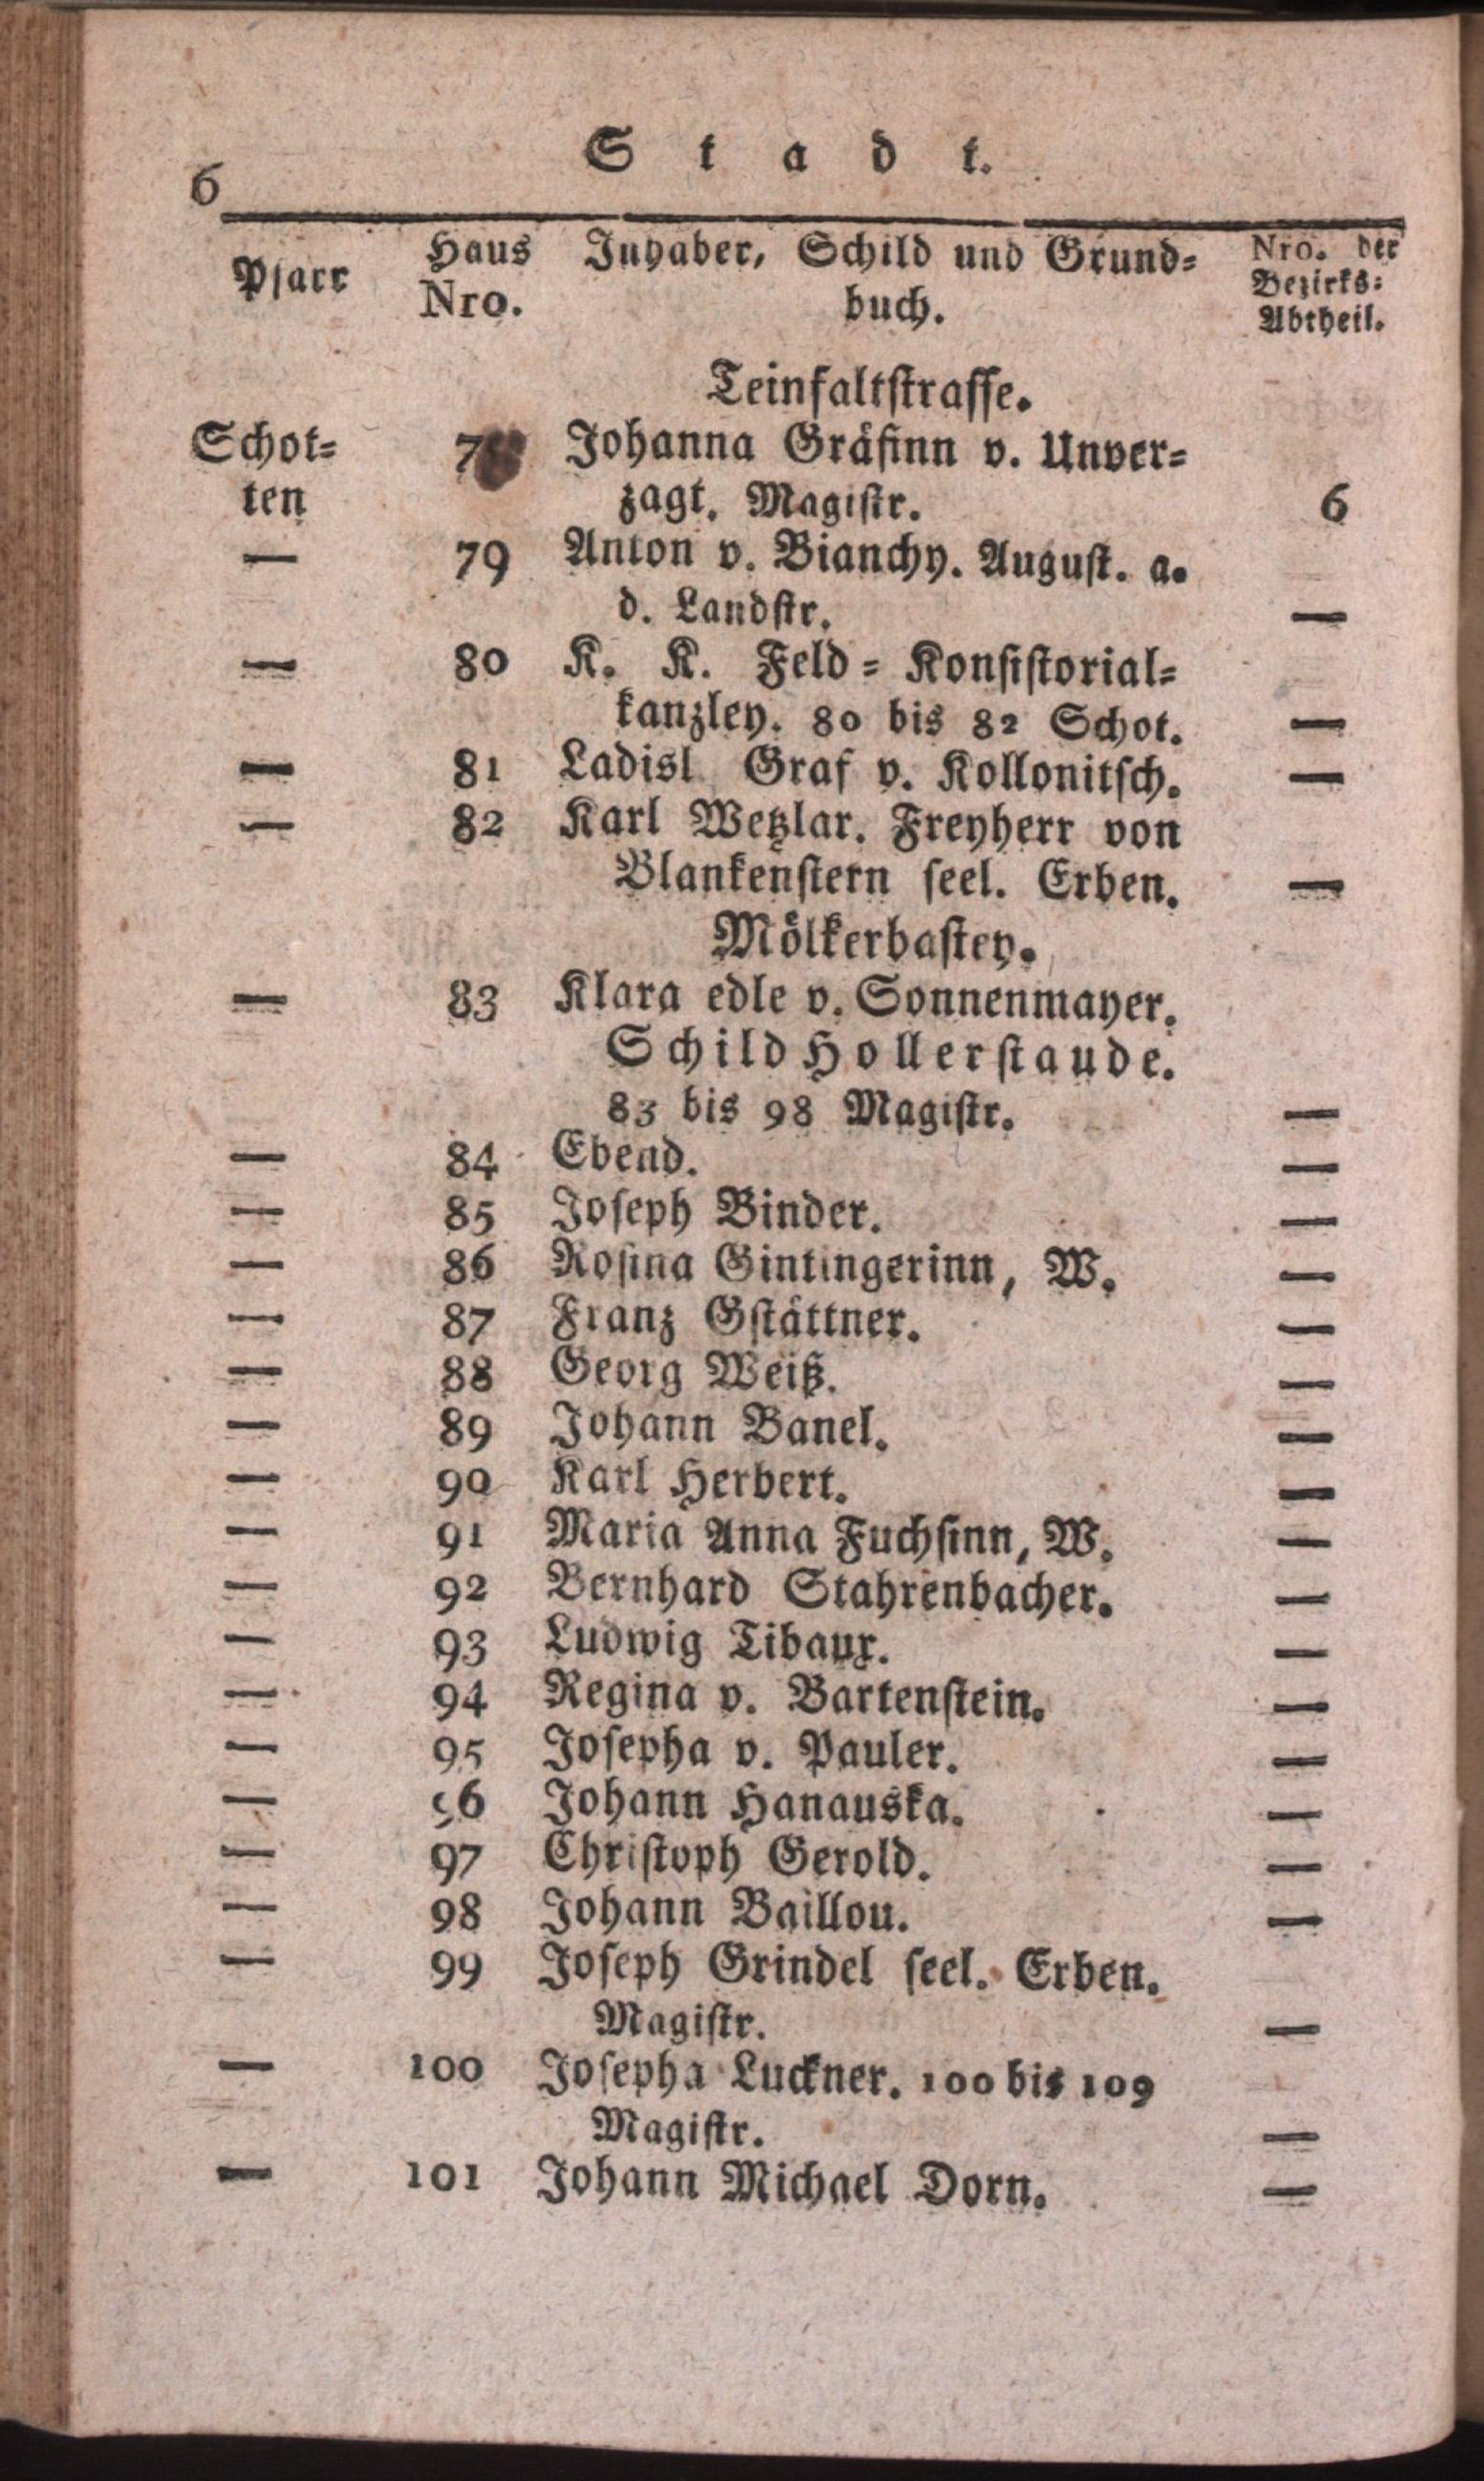 6
Stadt.
Pfarr Haus Nro. Inhaber, Schild und Grund=
buch. Nro. der Bezirks= Abtheil.
Teinfaltstrasse.
Schot= Johanna Gräfinn v. Unver=
ten zagt. Magistr. 6
— 79 Anton v. Bianchy. August. a.
d. Landstr. —
— 80 K. K. Feld = Konsistorial=
kanzley. 80 bis 82 Schot. —
— 81 Ladisl Graf v. Kollonitsch. —
— 82 Karl Wetzlar. Freyherr von
Blankenstern seel. Erben. —
Mölkerbastey.
— 83 Klara edle v. Sonnenmayer.
Schild Hollerstaude.
83 bis 98 Magistr. —
— 84 Ebend. —
— 85 Joseph Binder. —
— 86 Rosina Gintingerinn, W. —
— 87 Franz Gstättner. —
— 88 Georg Weiß. —
— 89 Johann Banel. —
— 90 Karl Herbert. —
— 91 Maria Anna Fuchsinn, W. —
— 92 Bernhard Stahrenbacher. —
— 93 Ludwig Tibaux. —
— 94 Regina v. Bartenstein. —
— 95 Josepha v. Pauler. —
— 96 Johann Hanauska. —
— 97 Christoph Gerold. —
— 98 Johann Baillou. —
— 99 Joseph Grindel seel. Erben.
Magistr. —
— 100 Josepha Luckner. 100 bis 109
Magistr. —
— 101 Johann Michael Dorn. —